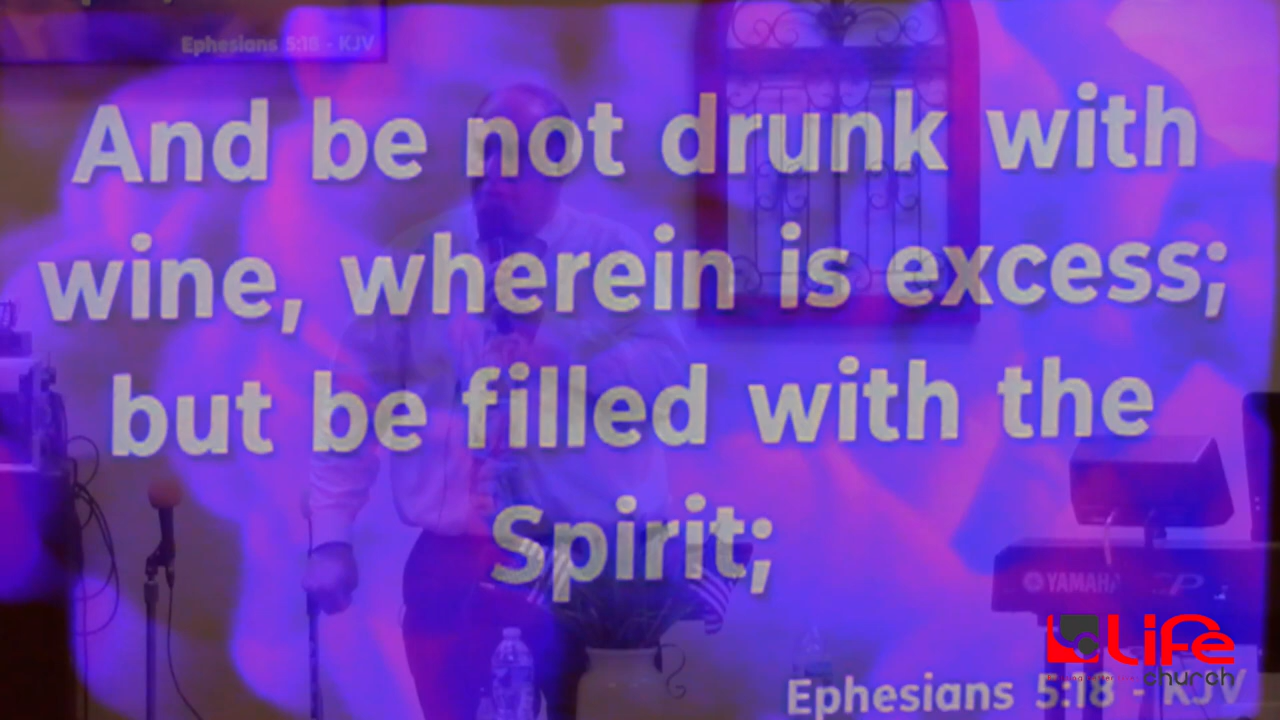 Ephesians 5:18 - KJV
And be not drunk with
wine, wherein is excess;
but be filled with the
Spirit;
YAMAHA CP
Life
church
Ephesians 5:18 - KJV